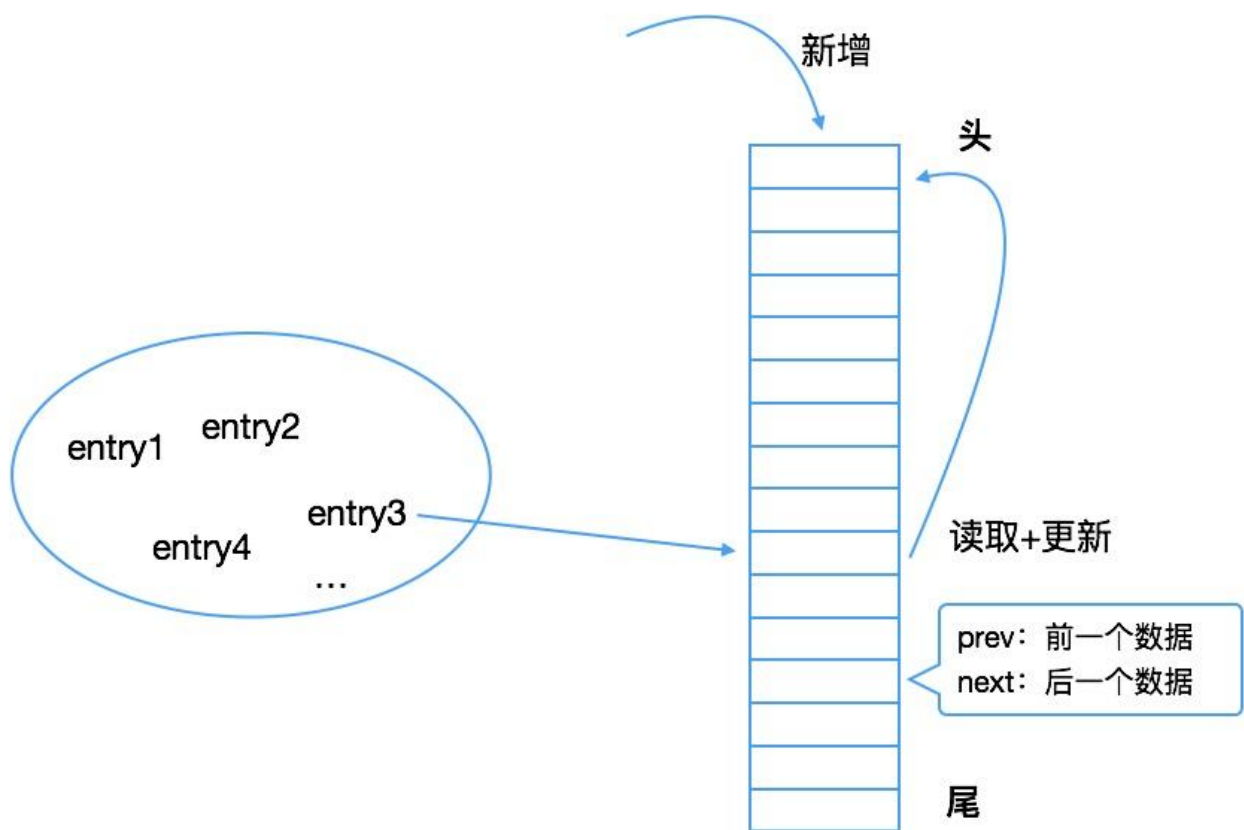 新增
头
entry1
entry2
entry3
entry4
...
读取+更新
prev：前一个数据
next：后一个数据
尾